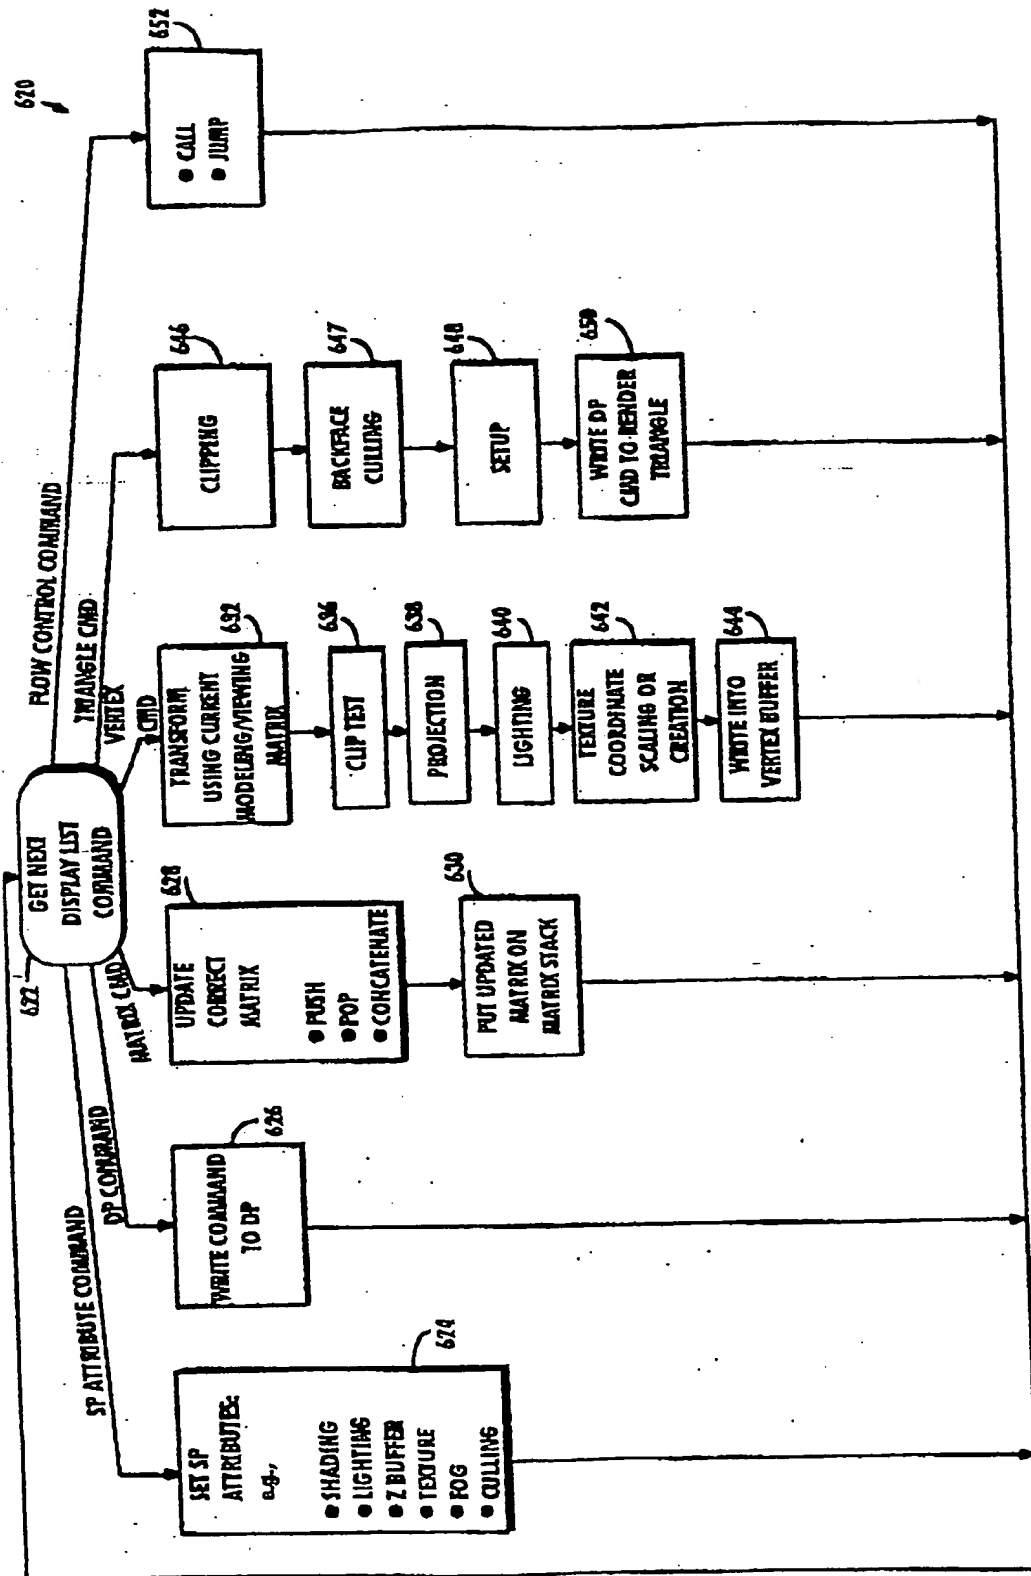 620
GET NEXT
DISPLAY LIST
COMMAND
622
SP ATTRIBUTE COMMAND
DP COMMAND
MATRIX CMD
VERTEX
CMD
TRIANGLE CMD
FLOW CONTROL COMMAND
SET SP
ATTRIBUTES:
e.g.,
● SHADING
● LIGHTING
● Z BUFFER
● TEXTURE
● FOG
● CULLING
624
WRITE COMMAND
TO DP
626
UPDATE
CORRECT
MATRIX
● PUSH
● POP
● CONCATENATE
628
PUT UPDATED
MATRIX ON
MATRIX STACK
630
TRANSFORM
USING CURRENT
MODELING/VIEWING
MATRIX
632
CLIP TEST
636
PROJECTION
638
LIGHTING
640
TEXTURE
COORDINATE
SCALING OR
CREATION
642
WROTE INTO
VERTEX BUFFER
644
CLIPPING
646
BACKFACE
CULLING
647
SETUP
648
WROTE DP
CMD TO RENDER
TRIANGLE
650
● CALL
● JUMP
652